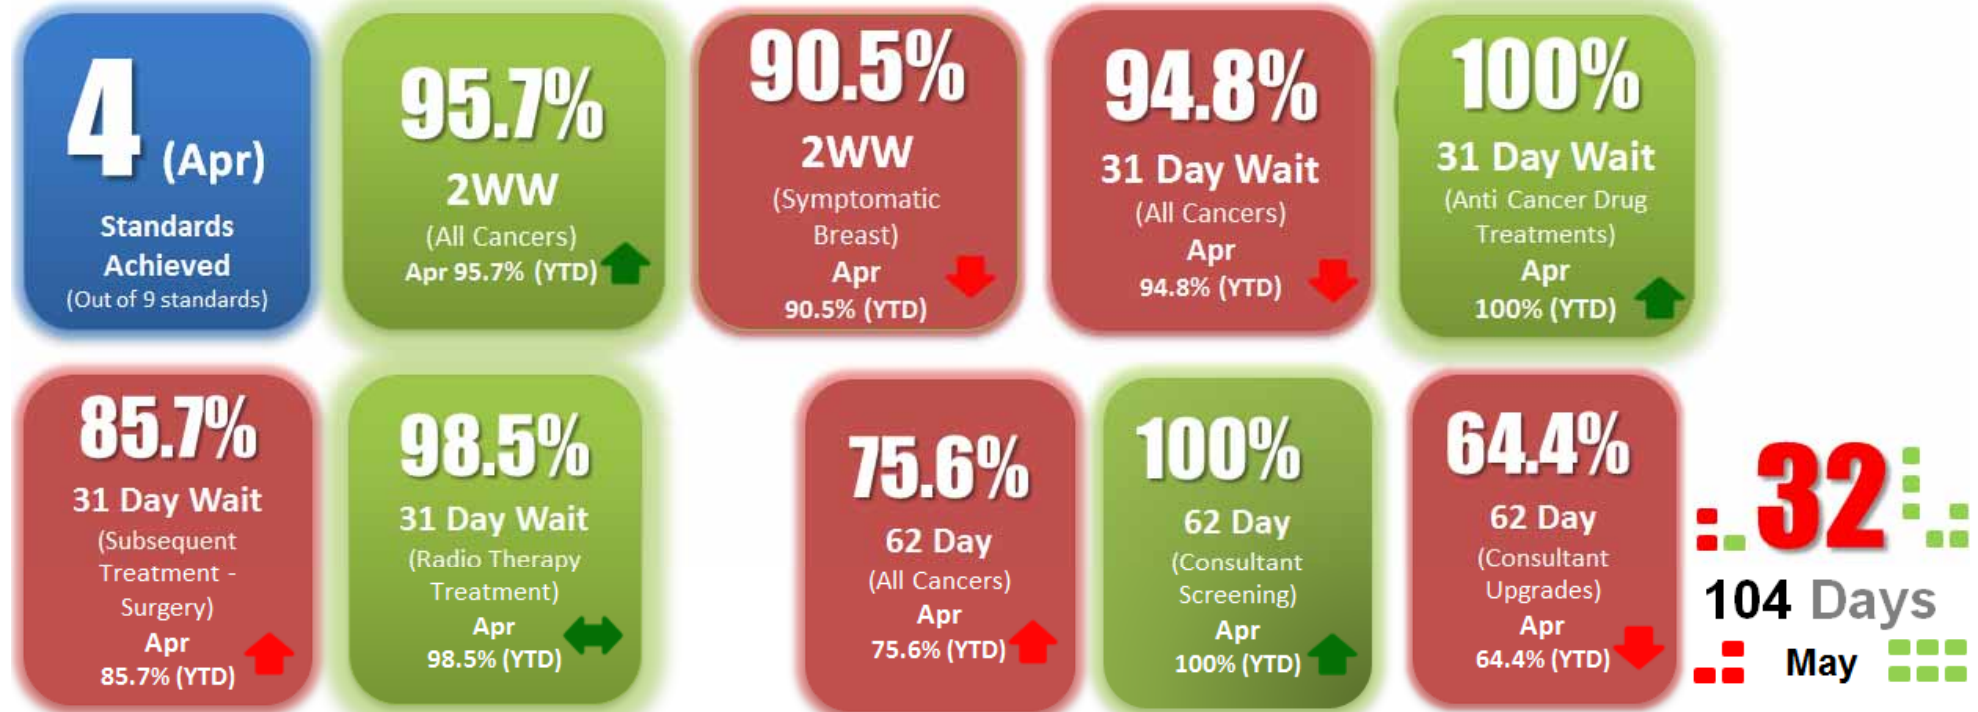 4 (Apr)
Standards
Achieved
(Out of 9 standards)
95.7%
2WW
(All Cancers)
Apr 95.7% (YTD)
90.5%
2WW
(Symptomatic
Breast)
Apr
90.5% (YTD)
94.8%
31 Day Wait
(All Cancers)
Apr
94.8% (YTD)
100%
31 Day Wait
(Anti Cancer Drug
Treatments)
Apr
100% (YTD)
85.7%
31 Day Wait
(Subsequent
Treatment -
Surgery)
Apr
85.7% (YTD)
98.5%
31 Day Wait
(Radio Therapy
Treatment)
Apr
98.5% (YTD)
75.6%
62 Day
(All Cancers)
Apr
75.6% (YTD)
100%
62 Day
(Consultant
Screening)
Apr
100% (YTD)
64.4%
62 Day
(Consultant
Upgrades)
Apr
64.4% (YTD)
32
104 Days
May